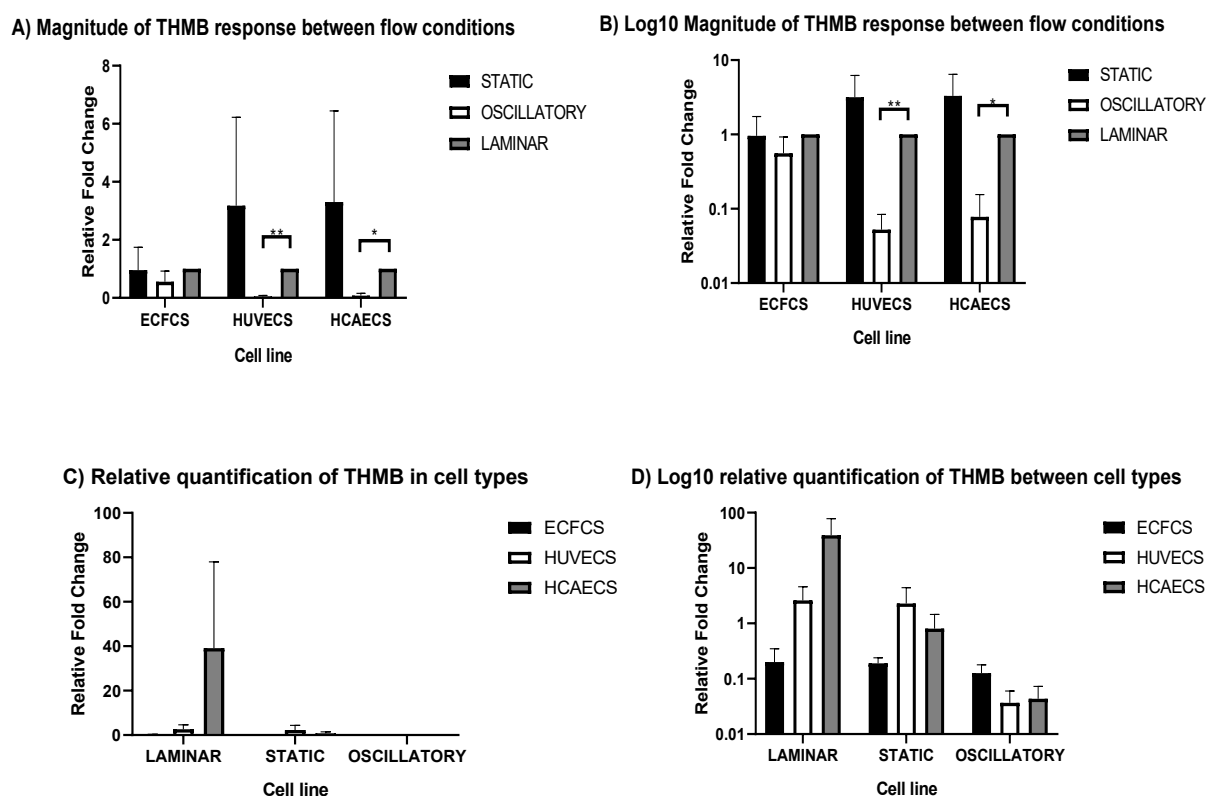 A) Magnitude of THMB response between flow conditions
Relative Fold Change
8
6
4
2
0
**
*
ECFCS HUVECS HCAECS
Cell line
STATIC
OSCILLATORY
LAMINAR
B) Log10 Magnitude of THMB response between flow conditions
Relative Fold Change
10
1
0.1
0.01
**
*
ECFCS HUVECS HCAECS
Cell line
STATIC
OSCILLATORY
LAMINAR
C) Relative quantification of THMB in cell types
Relative Fold Change
100
80
60
40
20
0
LAMINAR STATIC OSCILLATORY
Cell line
ECFCS
HUVECS
HCAECS
D) Log10 relative quantification of THMB between cell types
Relative Fold Change
100
10
1
0.1
0.01
LAMINAR STATIC OSCILLATORY
Cell line
ECFCS
HUVECS
HCAECS